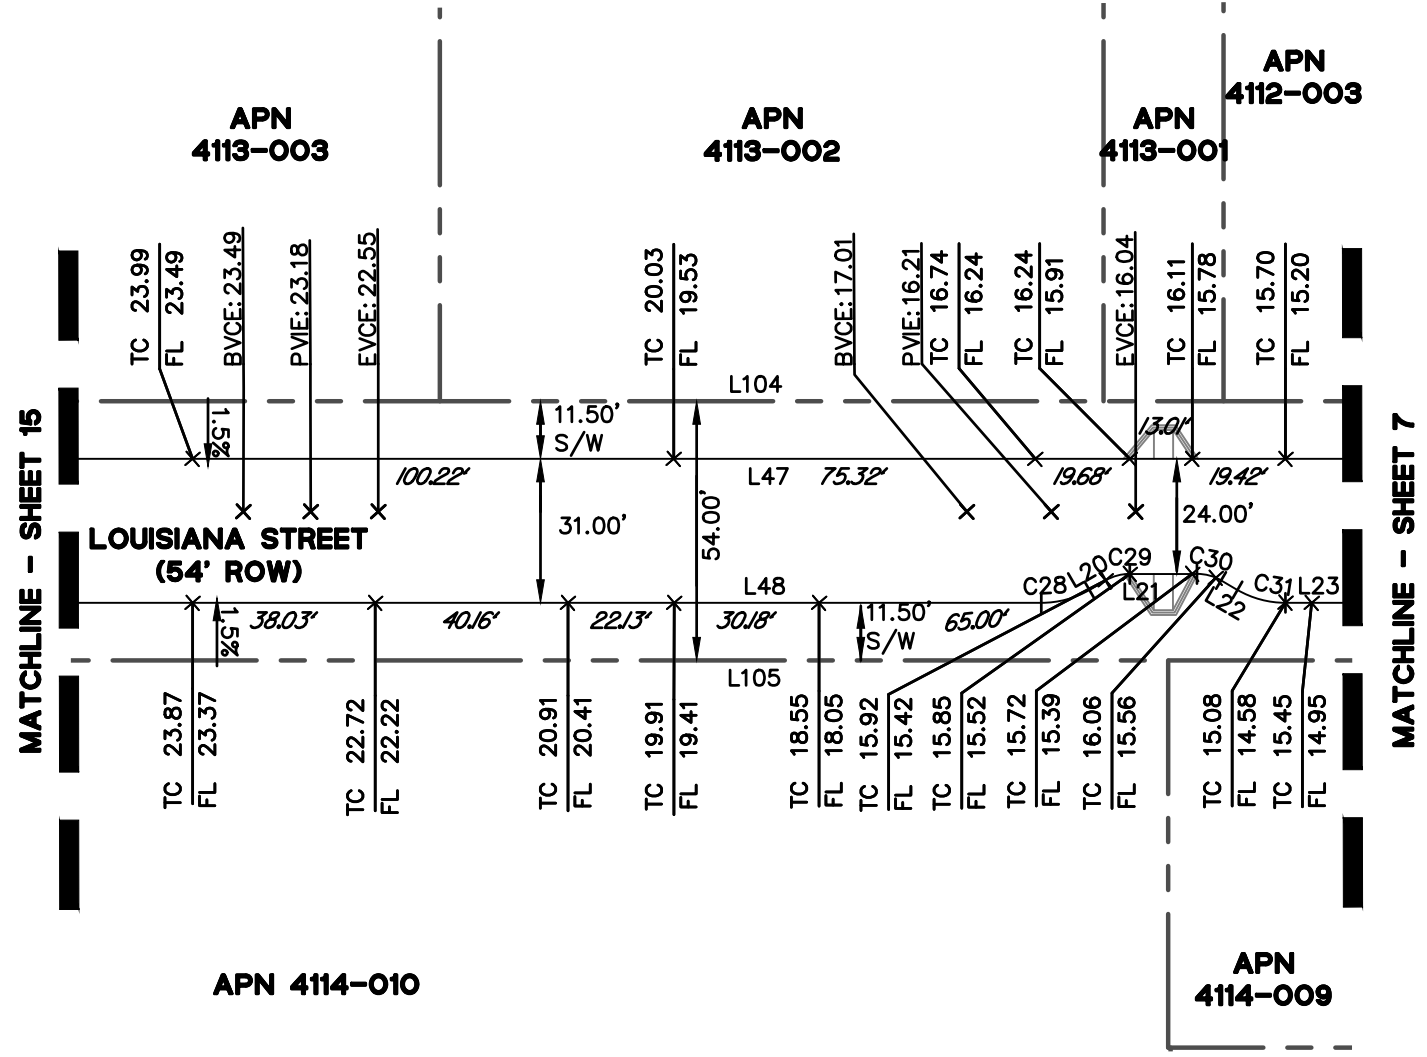 APN
4112-003
APN
4113-003
APN
4113-002
APN
4113-001
TC 23.99
FL 23.49
BVCE: 23.49
PVIE: 23.18
EVCE: 22.55
TC 20.03
FL 19.53
BVCE: 17.01
PVIE: 16.21
TC 16.74
FL 16.24
TC 16.24
FL 15.91
EVCE: 16.04
TC 16.11
FL 15.78
TC 15.70
FL 15.20
L104
1.5%
11.50'
S/W
13.01'
100.22'
L47
75.32'
19.68'
19.42'
MATCHLINE - SHEET 15
MATCHLINE - SHEET 7
LOUISIANA STREET
(54' ROW)
31.00'
54.00'
24.00'
L48
C28
L20
C29
L21
C30
L22
C31
L23
38.03'
1.5%
40.16'
22.13'
30.18'
11.50'
S/W
65.00'
L105
TC 23.87
FL 23.37
TC 22.72
FL 22.22
TC 20.91
FL 20.41
TC 19.91
FL 19.41
TC 18.55
FL 18.05
TC 15.92
FL 15.42
TC 15.85
FL 15.52
TC 15.72
FL 15.39
TC 16.06
FL 15.56
TC 15.08
FL 14.58
TC 15.45
FL 14.95
APN 4114-010
APN
4114-009